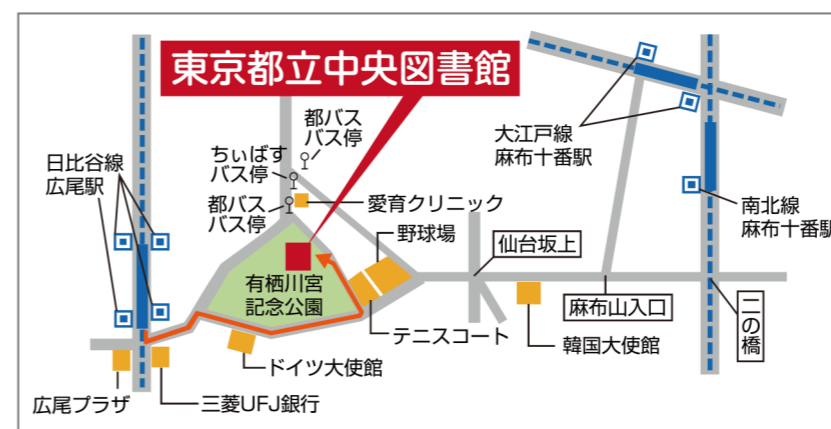 東京都立中央図書館
都バス
バス停
ちぃばす
バス停
都バス
バス停
日比谷線
広尾駅
愛育クリニック
野球場
仙台坂上
大江戸線
麻布十番駅
南北線
麻布十番駅
有栖川宮
記念公園
テニスコート
麻布山入口
二の橋
韓国大使館
ドイツ大使館
広尾プラザ
三菱UFJ銀行